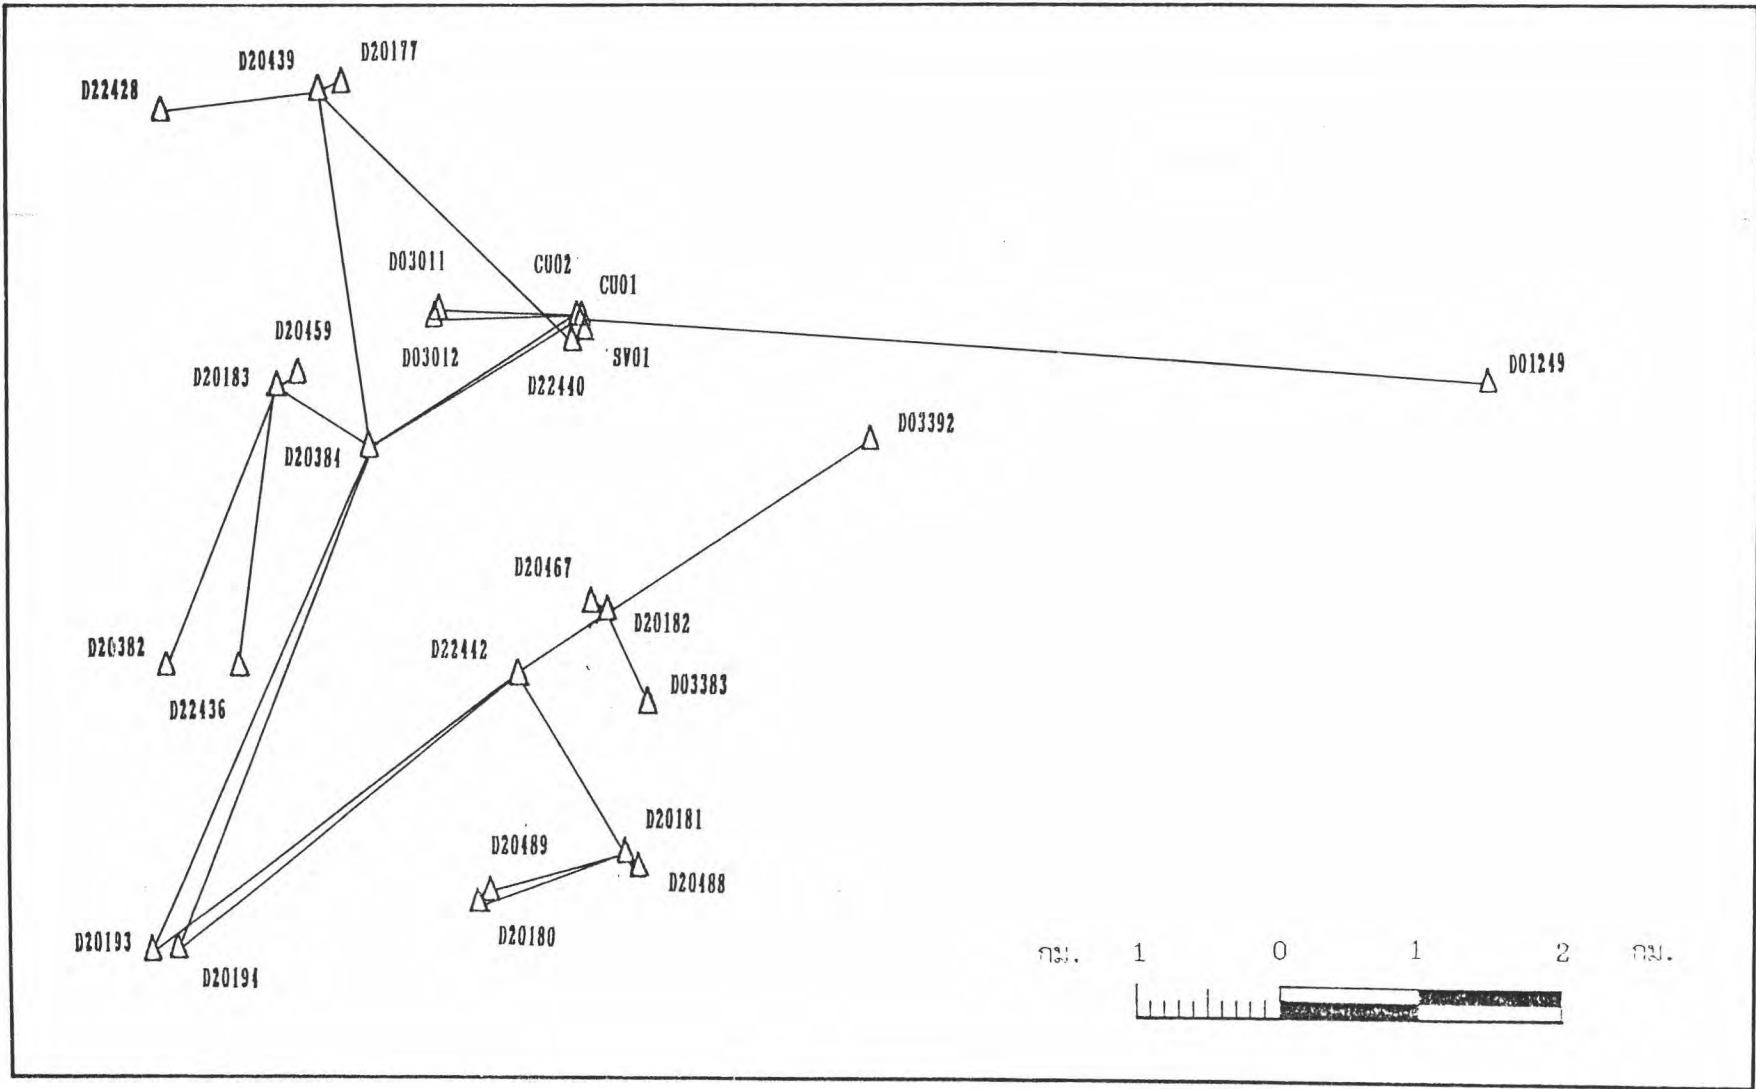 D20177
D20439
D22428
D03011
CU02
CU01
D20459
D03012
SV01
D20183
D22440
D01249
D03392
D20384
D20467
D20182
D20382
D22442
D03383
D22436
D20181
D20489
D20488
D20180
D20193
D20194
กม. 1 0 1 2 กม.